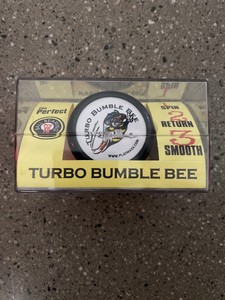 Perfect
TURBO BUMBLE BEE
SPIN
2
RETURN
3
SMOOTH
TURBO BUMBLE BEE